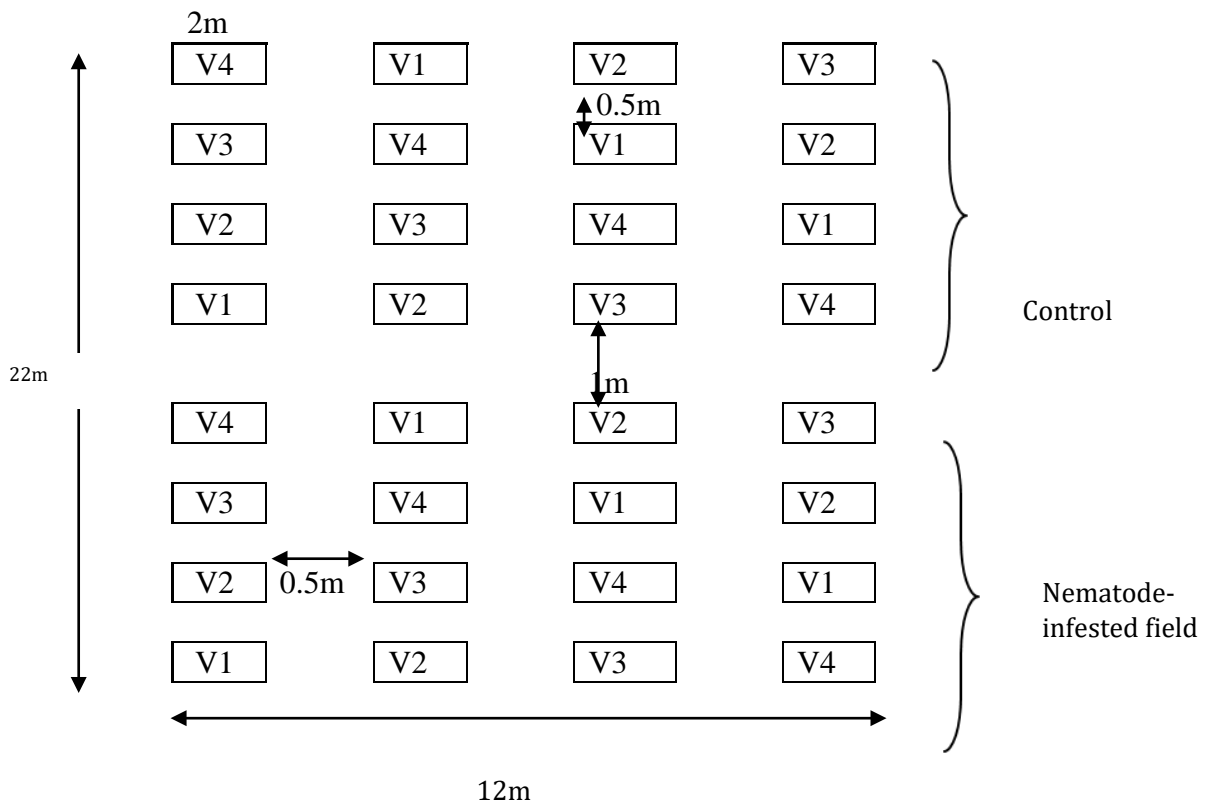 2m
V4 V1 V2 V3
0.5m
V3 V4 V1 V2
V2 V3 V4 V1
V1 V2 V3 V4
Control
22m
1m
V4 V1 V2 V3
V3 V4 V1 V2
V2 0.5m V3 V4 V1
Nematode-
infested field
V1 V2 V3 V4
12m